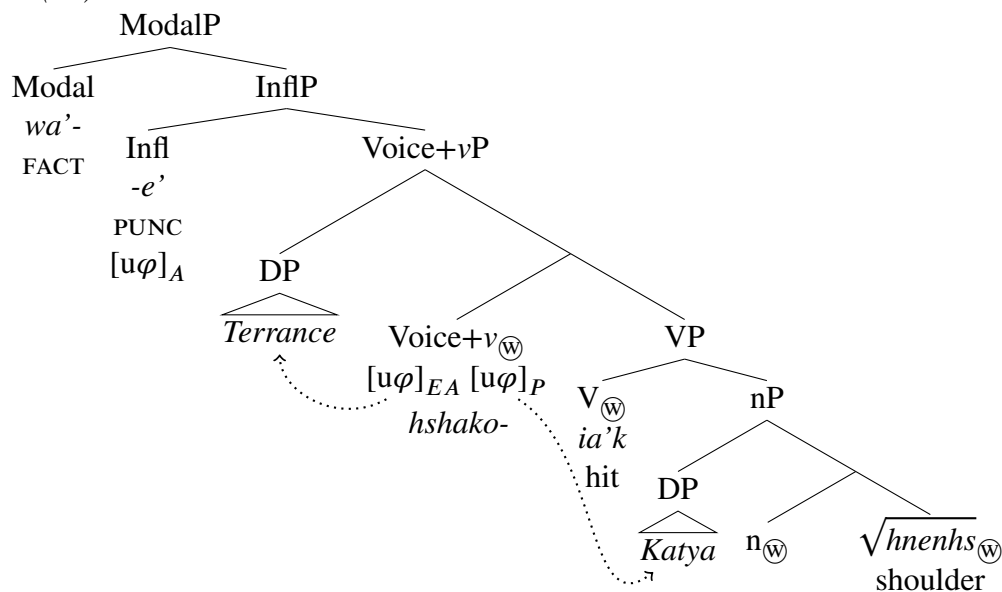 ModalP
Modal InflP
wa’-
FACT
Infl Voice+vP
-e’
PUNC
[uφ]A
DP
Terrance Voice+vⓦ VP
[uφ]EA [uφ]P
hshako-
Vⓦ nP
ia’k
hit
DP
Katya nⓦ √hnenhsⓦ
shoulder